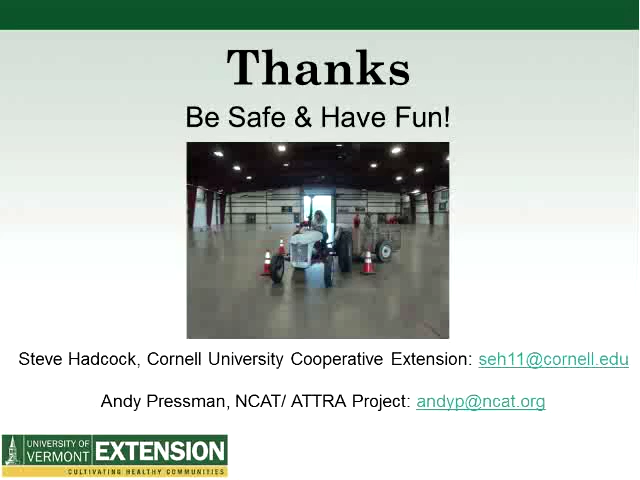 Thanks
Be Safe & Have Fun!
Steve Hadcock, Cornell University Cooperative Extension: seh11@cornell.edu
Andy Pressman, NCAT/ ATTRA Project: andyp@ncat.org
UNIVERSITY OF
VERMONT EXTENSION
CULTIVATING HEALTHY COMMUNITIES